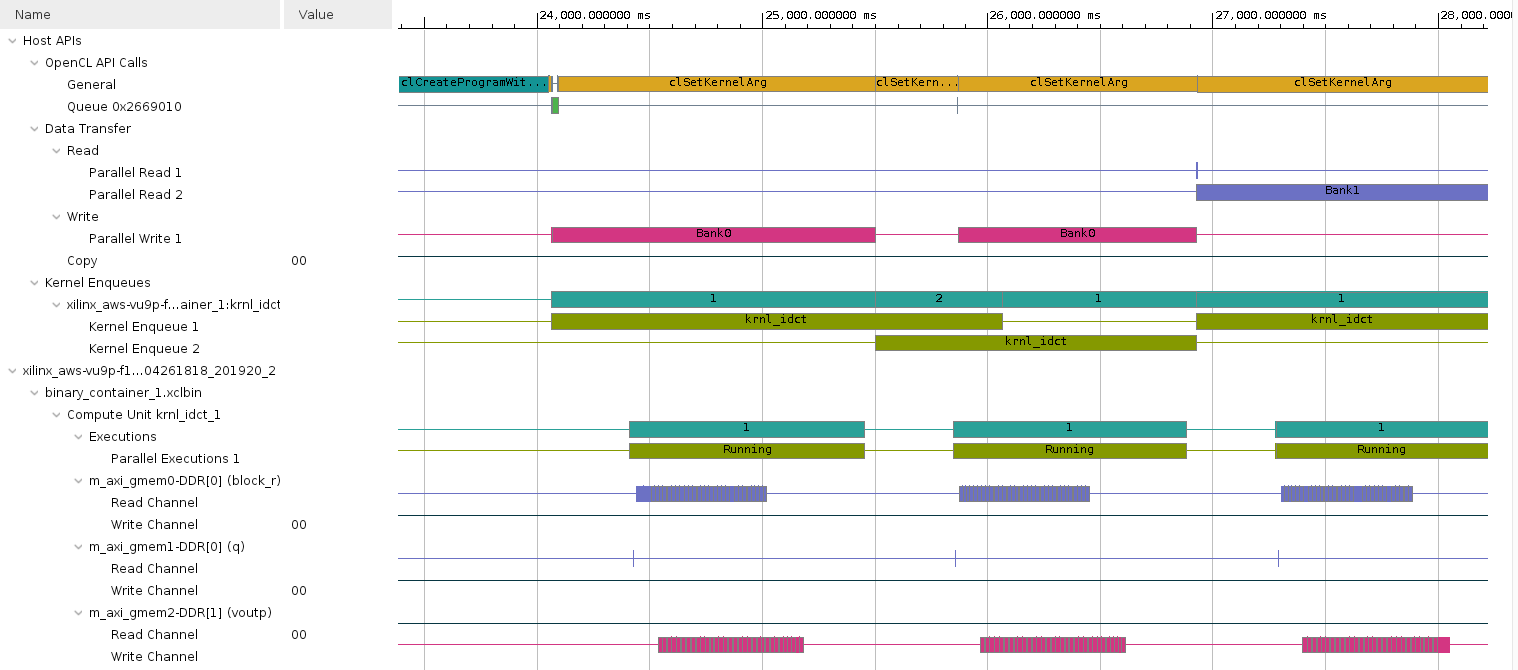 Name Value 24,000.000000 ms 25,000.000000 ms 26,000.000000 ms 27,000.000000 ms 28,000.0000
Host APIs
OpenCL API Calls
General clCreateProgramWit... clSetKernelArg clSetKern... clSetKernelArg clSetKernelArg
Queue 0x2669010
Data Transfer
Read
Parallel Read 1
Parallel Read 2 Bank1
Write
Parallel Write 1 Bank0 Bank0
Copy 00
Kernel Enqueues
xilinx_aws-vu9p-f...ainer_1:krnl_idct 1 2 1 1
Kernel Enqueue 1 krnl_idct krnl_idct
Kernel Enqueue 2 krnl_idct
xilinx_aws-vu9p-f1...04261818_201920_2
binary_container_1.xclbin
Compute Unit krnl_idct_1
Executions 1 1 1
Parallel Executions 1 Running Running Running
m_axi_gmem0-DDR[0] (block_r)
Read Channel
Write Channel 00
m_axi_gmem1-DDR[0] (q)
Read Channel
Write Channel 00
m_axi_gmem2-DDR[1] (voutp)
Read Channel 00
Write Channel